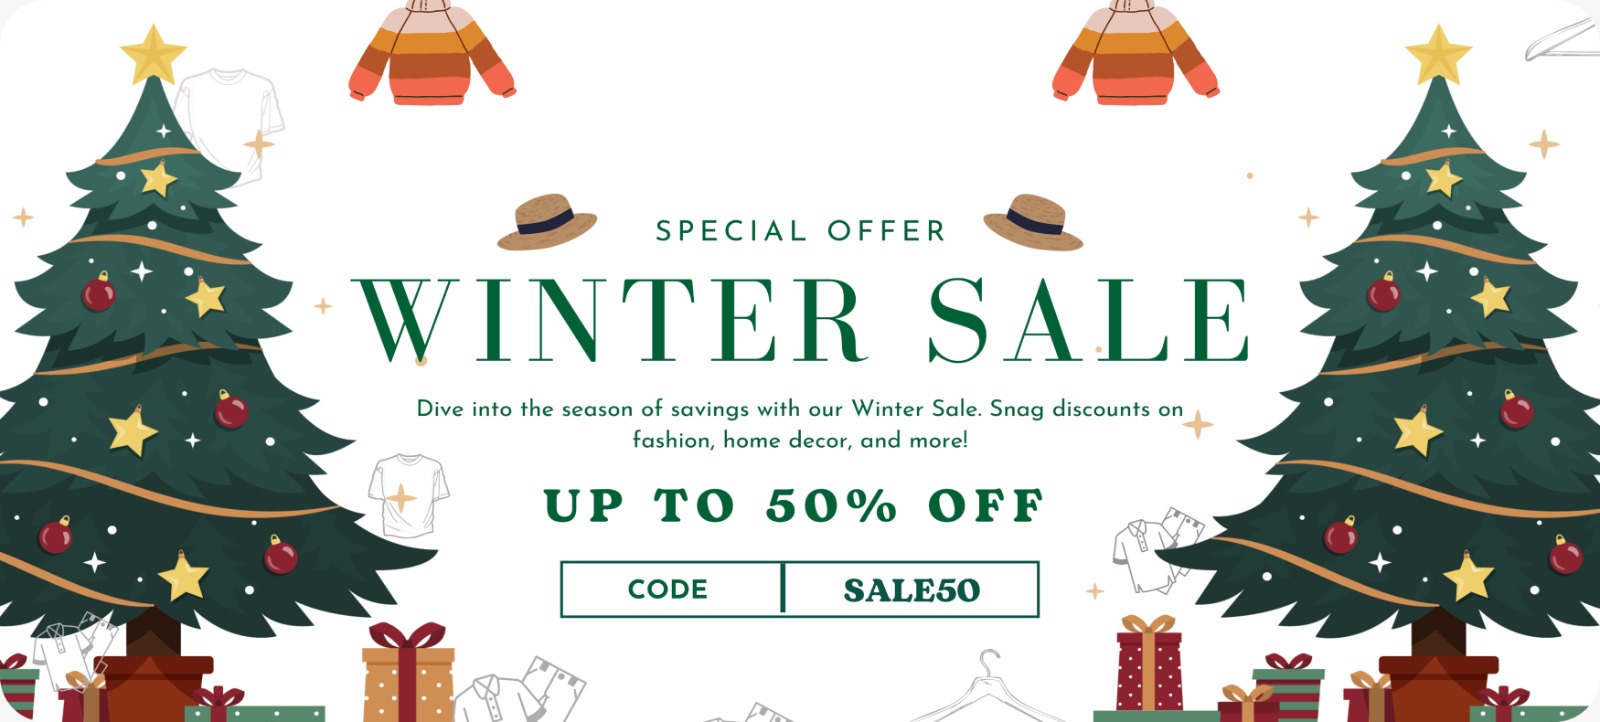 SPECIAL OFFER
WINTER SALE
Dive into the season of savings with our Winter Sale. Snag discounts on
fashion, home decor, and more!
UP TO 50% OFF
CODE
SALE50